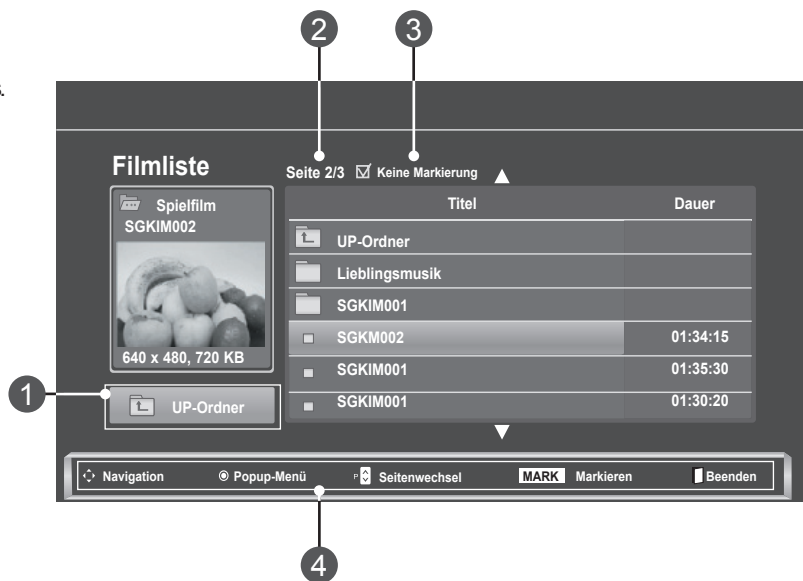 2 3
Filmliste
Seite 2/3 Keine Markierung
Spielfilm
SGKIM002
640 x 480, 720 KB
1
UP-Ordner
Titel Dauer
UP-Ordner
Lieblingsmusik
SGKIM001
SGKM002 01:34:15
SGKIM001 01:35:30
SGKIM001 01:30:20
Navigation Popup-Menü P Seitenwechsel MARK Markieren Beenden
4